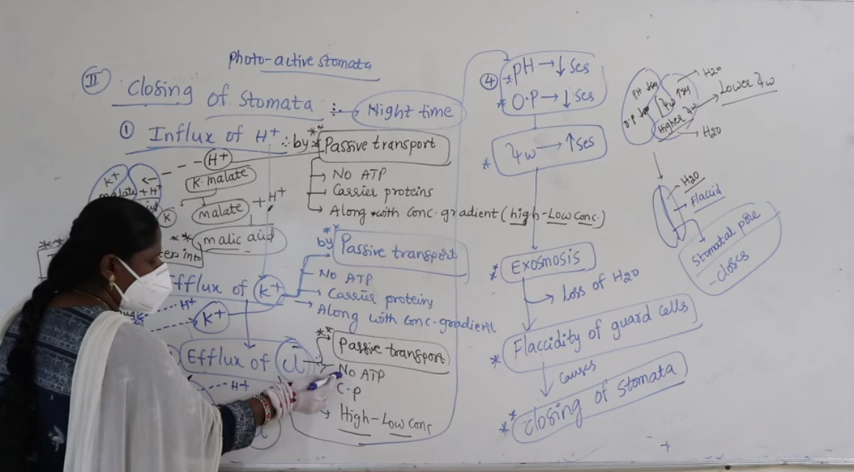 Photo-active stomata
II Closing of Stomata :- Night time
① Influx of H+ :- by ** Passive transport
No ATP
Carrier proteins
Along with Conc. gradient (high-Low Conc)
H+
K-malate
K
malate + H+
** malic acid
K+
malate + H+
Efflux of K+
by Passive transport
No ATP
Carrier protein
Along with Conc-gradient
H+
K+
Efflux of Cl
** Passive transport
No ATP
C-P
High-Low Conc
H+
④ * PH → ↓ses
* O.P → ↓ses
* Ψw → ↑ses
* Exosmosis
Loss of H2O
* Flaccidity of guard cells
Causes
** closing of stomata
PH ↓
O.P ↓
Ψw ↑
Higher Ψw
H2O
Lower Ψw
H2O
H2O
Flaccid
Stomatal pore
- closes